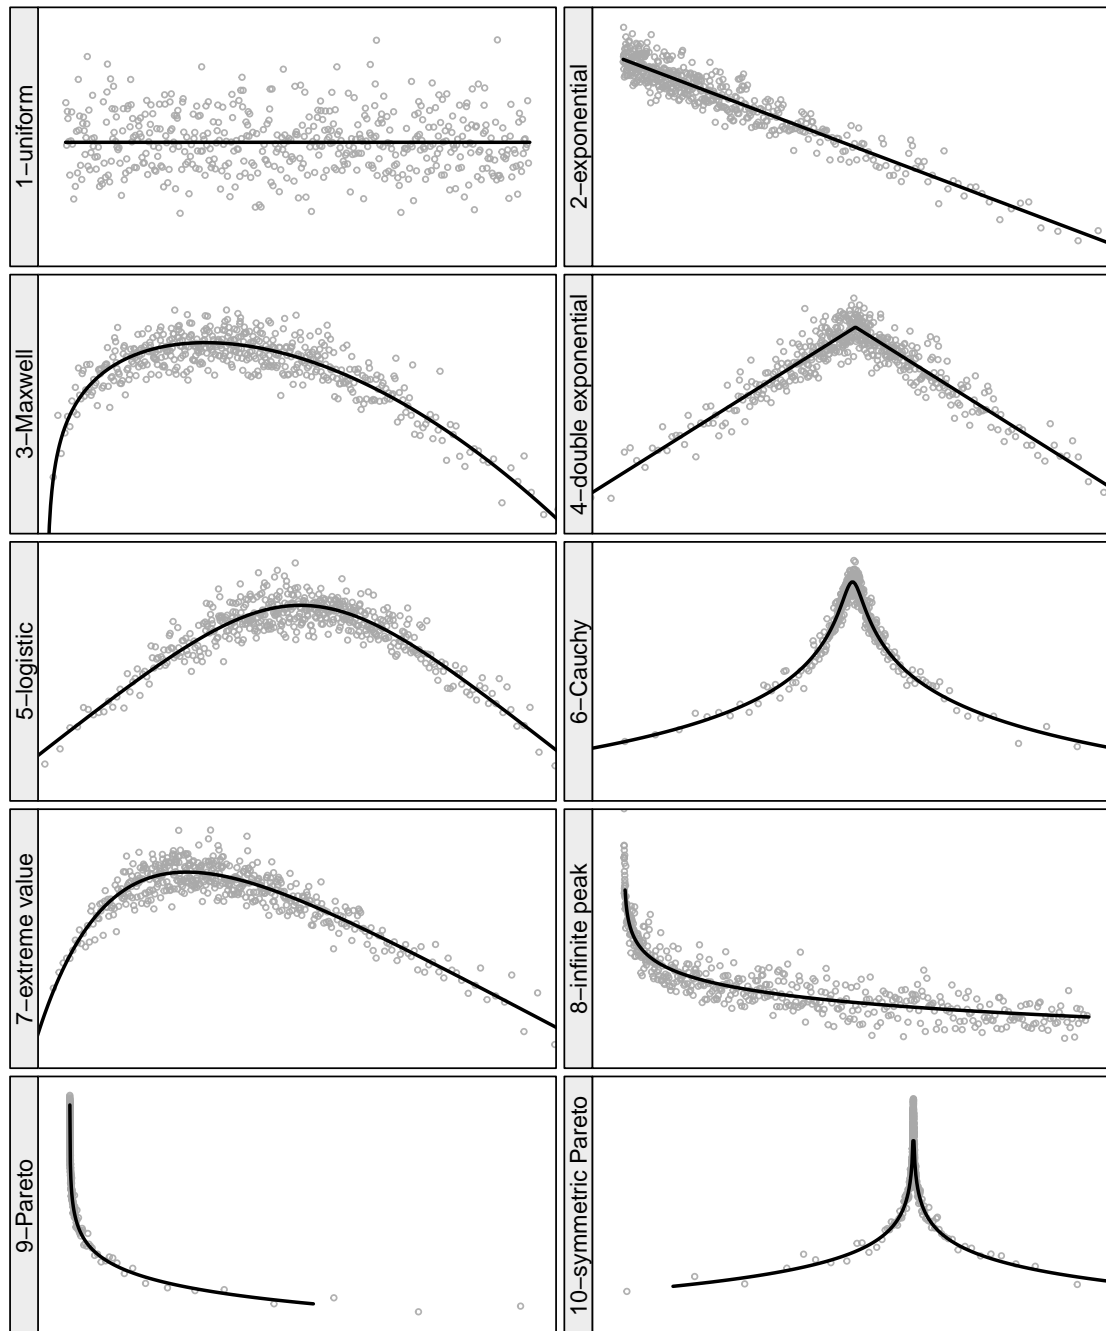 1–uniform
2–exponential
3–Maxwell
4–double exponential
5–logistic
6–Cauchy
7–extreme value
8–infinite peak
9–Pareto
10–symmetric Pareto